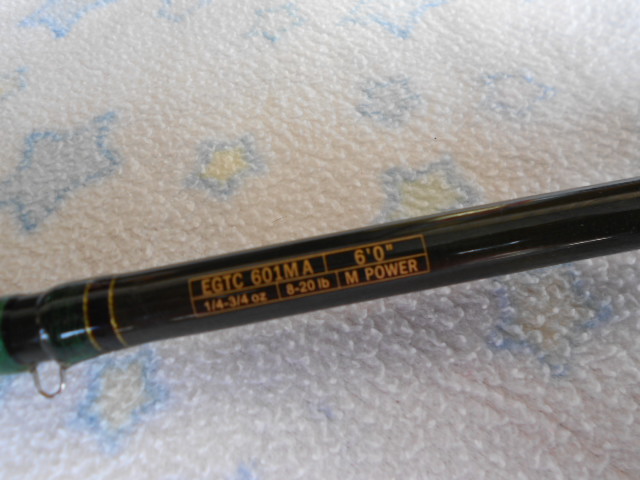 EGTC 601MA 6'0"
1/4-3/4 oz 8-20 lb M POWER